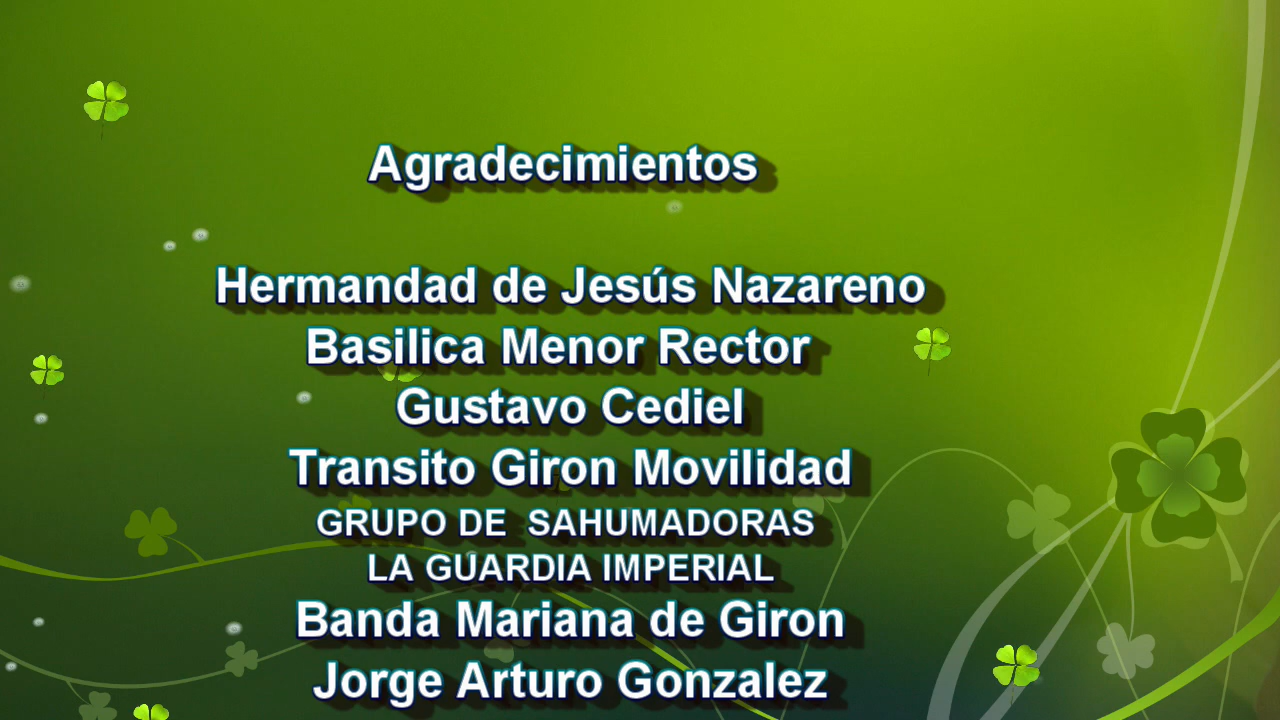 Agradecimientos
Hermandad de Jesús Nazareno
Basilica Menor Rector
Gustavo Cediel
Transito Giron Movilidad
GRUPO DE SAHUMADORAS
LA GUARDIA IMPERIAL
Banda Mariana de Giron
Jorge Arturo Gonzalez